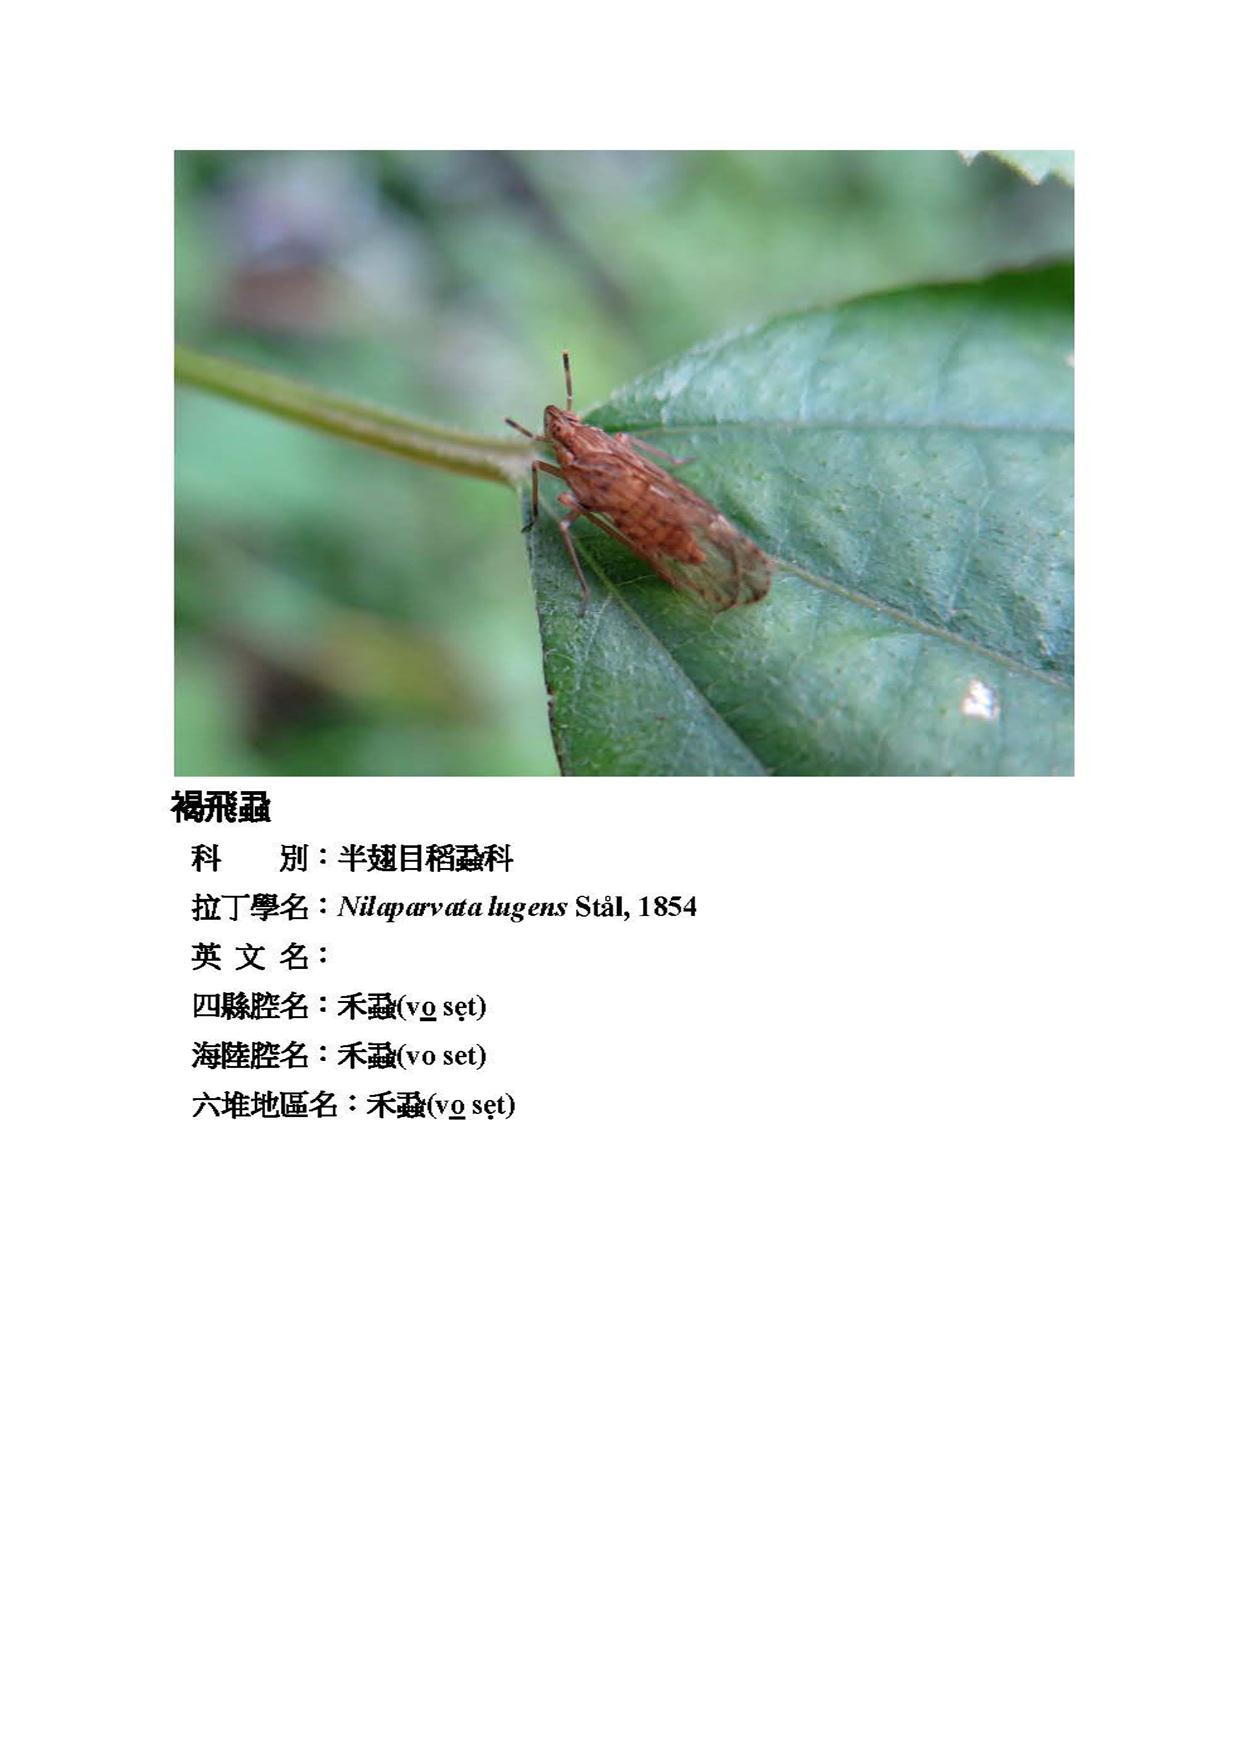 褐飛蝨
科　　別：半翅目稻蝨科
拉丁學名：Nilaparvata lugens Stål, 1854
英 文 名：
四縣腔名：禾蝨(vo̲ sẹt)
海陸腔名：禾蝨(vo set)
六堆地區名：禾蝨(vo̲ sẹt)